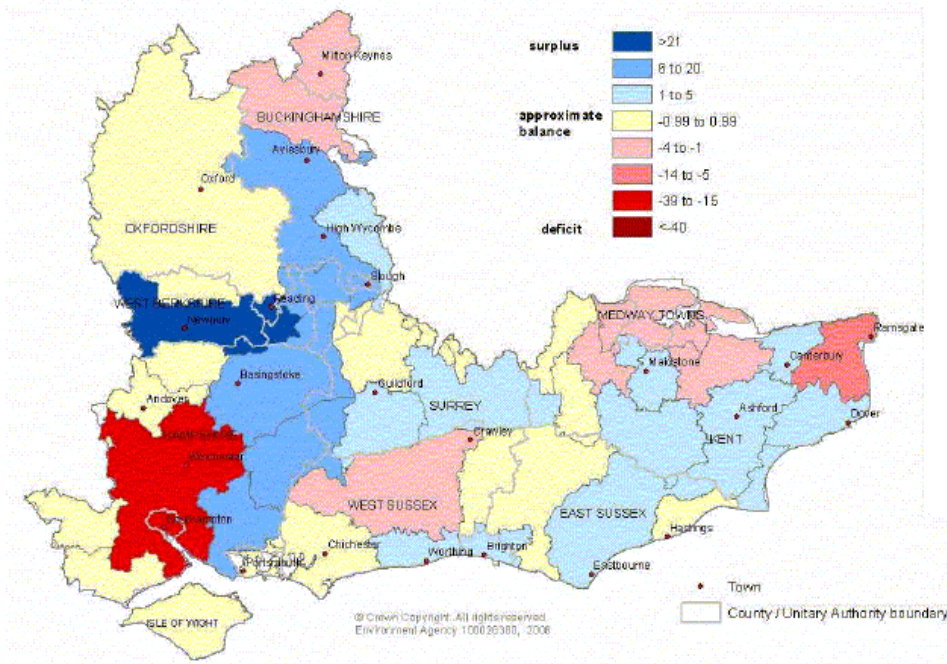 surplus
>21
6 to 20
1 to 5
approximate
balance
-0.99 to 0.99
-4 to -1
-14 to -5
-39 to -15
deficit
<-40
Milton Keynes
BUCKINGHAMSHIRE
Aylesbury
Oxford
OXFORDSHIRE
High Wycombe
Slough
WEST BERKSHIRE
Reading
Newbury
MEDWAY TOWNS
Ramsgate
Maidstone
Canterbury
Basingstoke
Guildford
Andover
SURREY
Ashford
Dover
KENT
Crawley
Winchester
WEST SUSSEX
EAST SUSSEX
Southampton
Hastings
Chichester
Worthing
Brighton
Portsmouth
Eastbourne
Town
ISLE OF WIGHT
County / Unitary Authority boundary
© Crown Copyright. All rights reserved.
Environment Agency 100026380, 2006